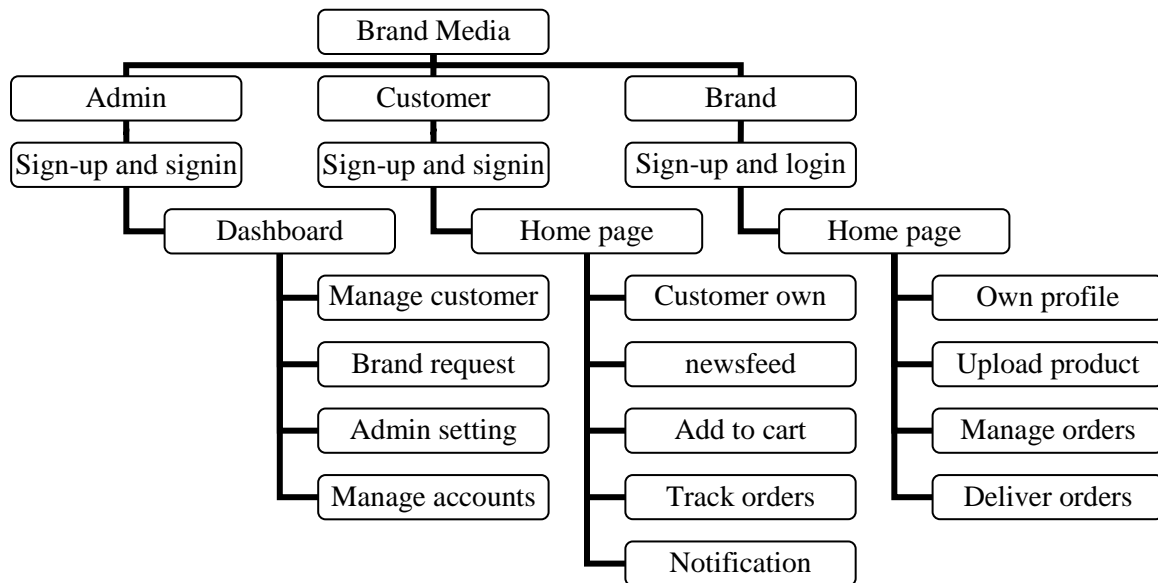 Brand Media
Admin
Customer
Brand
Sign-up and signin
Sign-up and signin
Sign-up and login
Dashboard
Home page
Home page
Manage customer
Customer own
Own profile
Brand request
newsfeed
Upload product
Admin setting
Add to cart
Manage orders
Manage accounts
Track orders
Deliver orders
Notification